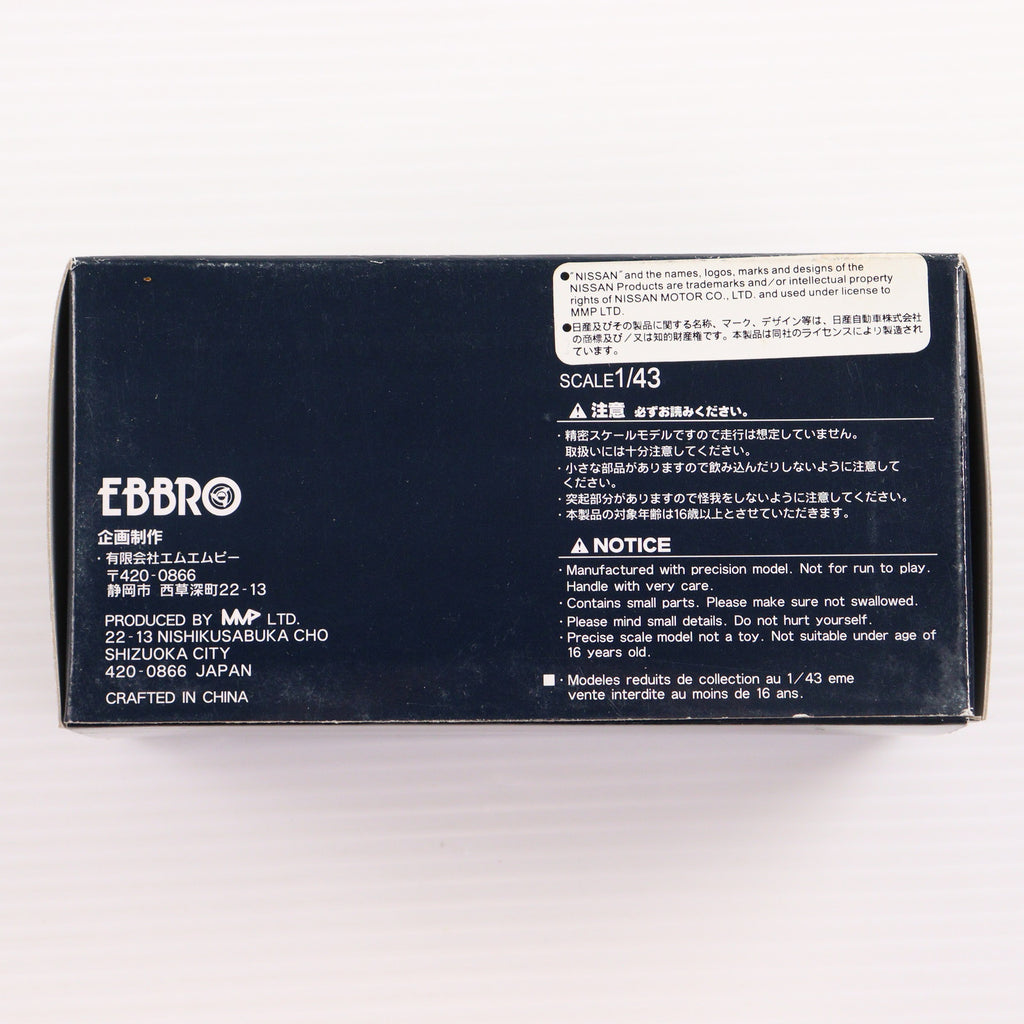 EBBRO
企画制作
・有限会社エムエムピー
〒420-0866
静岡市 西草深町22-13
PRODUCED BY MMP LTD.
22-13 NISHIKUSABUKA CHO
SHIZUOKA CITY
420-0866 JAPAN
CRAFTED IN CHINA
●"NISSAN" and the names, logos, marks and designs of the
NISSAN Products are trademarks and/or intellectual property
rights of NISSAN MOTOR CO., LTD. and used under license to
MMP LTD.
●日産及びその製品に関する名称、マーク、デザイン等は、日産自動車株式会社
の商標及び/又は知的財産権です。本製品は同社のライセンスにより製造され
ています。
SCALE1/43
⚠注意 必ずお読みください。
・精密スケールモデルですので走行は想定していません。
取扱いには十分注意してください。
・小さな部品がありますので飲み込んだりしないように注意して
ください。
・突起部分がありますので怪我をしないように注意してください。
・本製品の対象年齢は16歳以上とさせていただきます。
⚠NOTICE
・Manufactured with precision model. Not for run to play.
Handle with very care.
・Contains small parts. Please make sure not swallowed.
・Please mind small details. Do not hurt yourself.
・Precise scale model not a toy. Not suitable under age of
16 years old.
■・Modeles reduits de collection au 1/43 eme
vente interdite au moins de 16 ans.